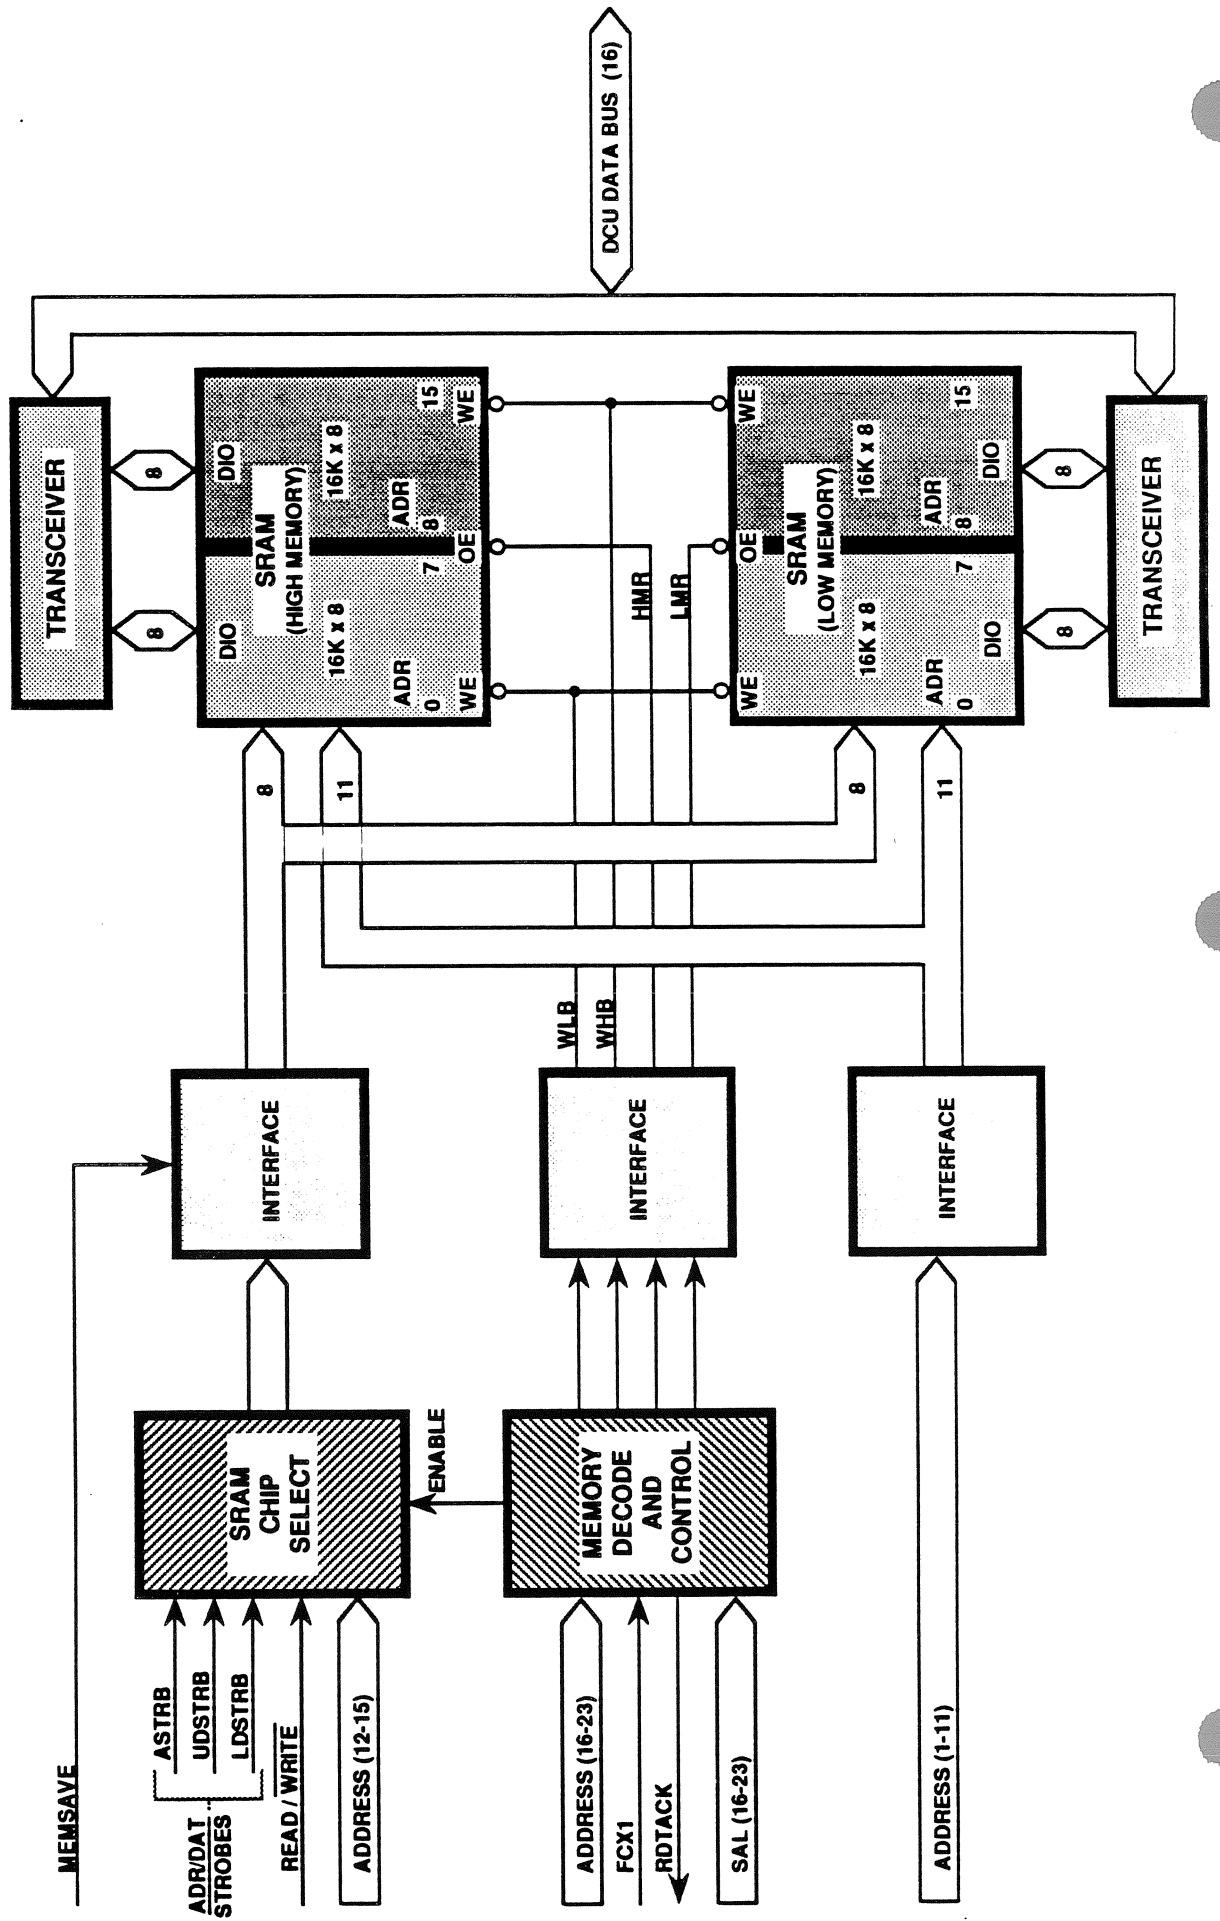 MEMSAVE
ADR/DAT
STROBES
ASTRB
UDSTRB
LDSTRB
READ / WRITE
ADDRESS (12-15)
SRAM
CHIP
SELECT
ENABLE
INTERFACE
ADDRESS (16-23)
FCX1
RDTACK
SAL (16-23)
MEMORY
DECODE
AND
CONTROL
INTERFACE
WLB
WHB
HMR
LMR
ADDRESS (1-11)
INTERFACE
8
11
8
11
TRANSCEIVER
8
8
DIO
DIO
SRAM
(HIGH MEMORY)
16K x 8
16K x 8
ADR
ADR
0
7
8
15
WE
OE
WE
WE
OE
WE
SRAM
(LOW MEMORY)
16K x 8
16K x 8
ADR
ADR
0
7
8
15
DIO
DIO
8
8
TRANSCEIVER
DCU DATA BUS (16)